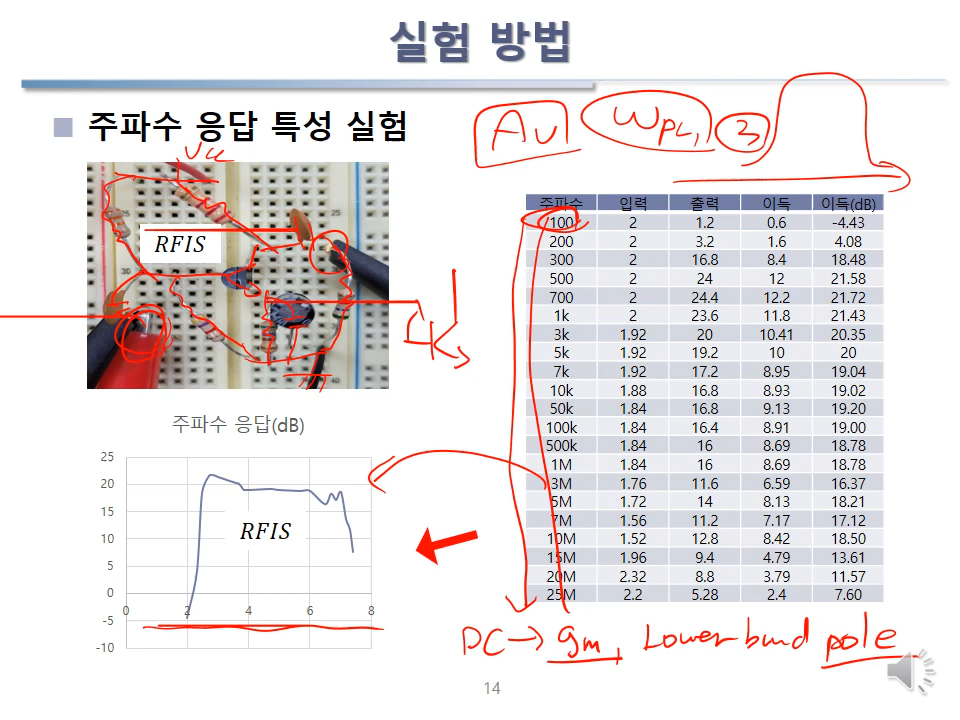 실험 방법
주파수 응답 특성 실험
Av
WPL, 3
RFIS
주파수 입력 출력 이득 이득(dB)
100 2 1.2 0.6 -4.43
200 2 3.2 1.6 4.08
300 2 16.8 8.4 18.48
500 2 24 12 21.58
700 2 24.4 12.2 21.72
1k 2 23.6 11.8 21.43
3k 1.92 20 10.41 20.35
5k 1.92 19.2 10 20
7k 1.92 17.2 8.95 19.04
10k 1.88 16.8 8.93 19.02
50k 1.84 16.8 9.13 19.20
100k 1.84 16.4 8.91 19.00
500k 1.84 16 8.69 18.78
1M 1.84 16 8.69 18.78
3M 1.76 11.6 6.59 16.37
5M 1.72 14 8.13 18.21
7M 1.56 11.2 7.17 17.12
10M 1.52 12.8 8.42 18.50
15M 1.96 9.4 4.79 13.61
20M 2.32 8.8 3.79 11.57
25M 2.2 5.28 2.4 7.60
주파수 응답(dB)
25
20
15
10
5
0
-5
-10
0 2 4 6 8
RFIS
DC → gm, Lower band pole
14